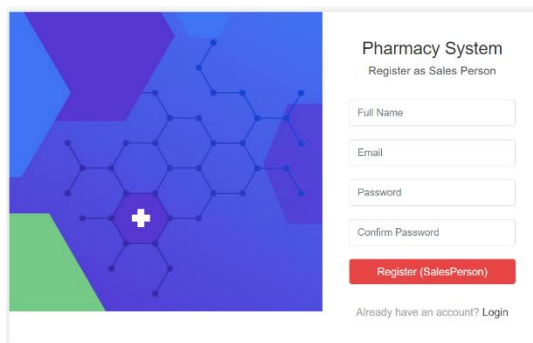 Pharmacy System
Register as Sales Person
Full Name
Email
Password
Confirm Password
Register (SalesPerson)
Already have an account? Login